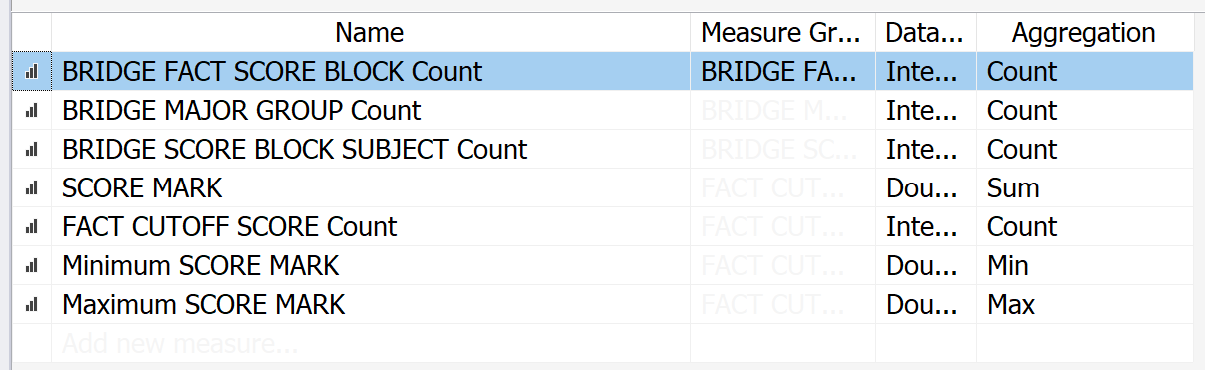 Name Measure Gr... Data... Aggregation
BRIDGE FACT SCORE BLOCK Count BRIDGE FA... Inte... Count
BRIDGE MAJOR GROUP Count BRIDGE M... Inte... Count
BRIDGE SCORE BLOCK SUBJECT Count BRIDGE SC... Inte... Count
SCORE MARK FACT CUT... Dou... Sum
FACT CUTOFF SCORE Count FACT CUT... Inte... Count
Minimum SCORE MARK FACT CUT... Dou... Min
Maximum SCORE MARK FACT CUT... Dou... Max
Add new measure...